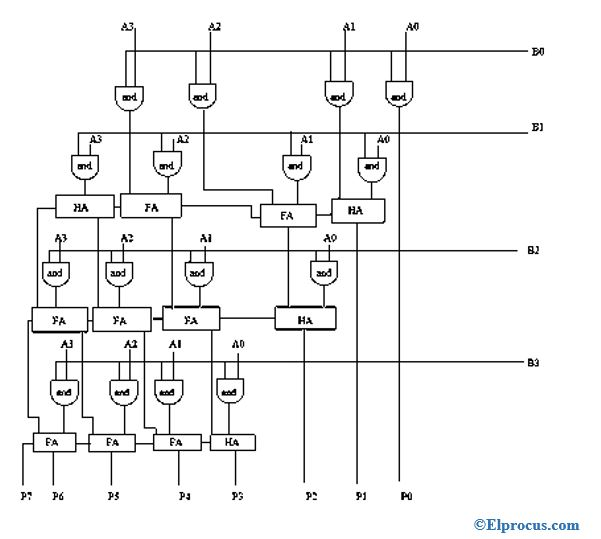 A3 A2 A1 A0
B0
and and and and
B1
A3 A2 A1 A0
and and and and
HA FA FA HA
A3 A2 A1 A0
B2
and and and and
FA FA FA HA
A3 A2 A1 A0
B3
and and and and
FA FA FA HA
P7 P6 P5 P4 P3 P2 P1 P0
©Elprocus.com